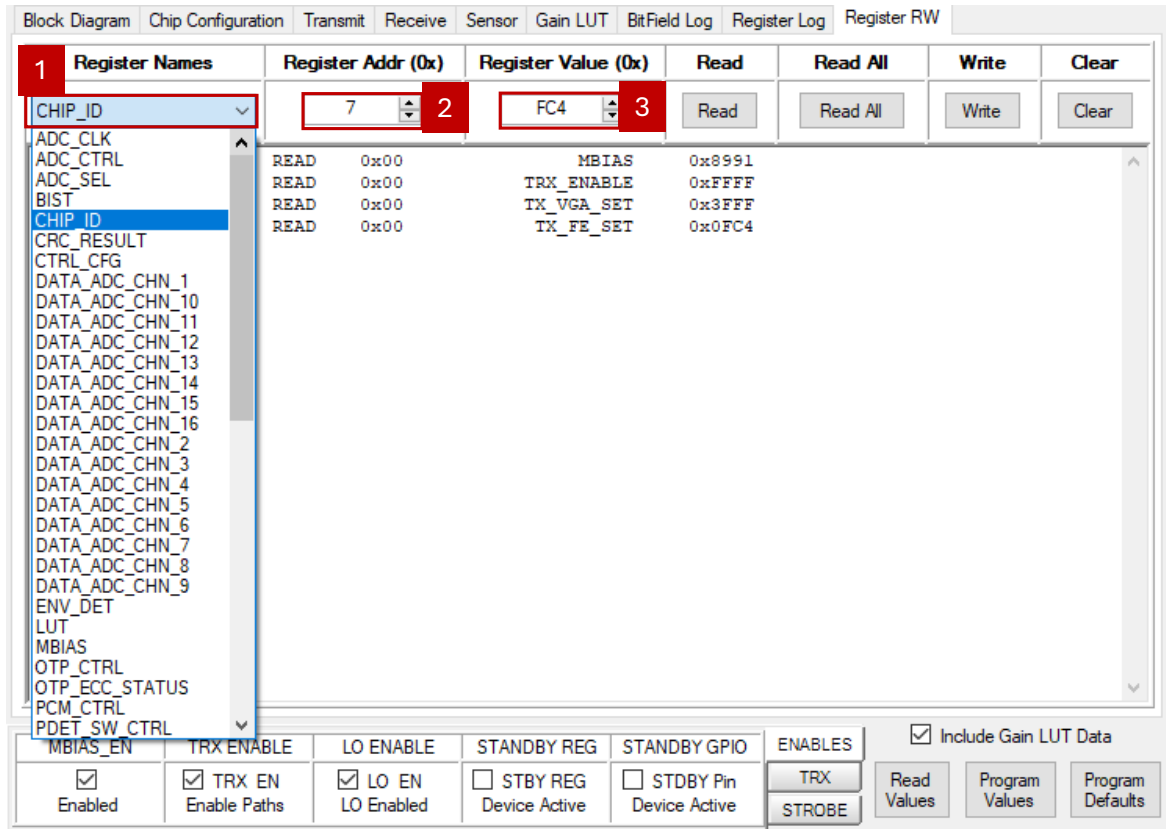 Block Diagram Chip Configuration Transmit Receive Sensor Gain LUT BitField Log Register Log Register RW
1 Register Names Register Addr (0x) Register Value (0x) Read Read All Write Clear
CHIP_ID 7 2 FC4 3 Read Read All Write Clear
ADC_CLK
ADC_CTRL
ADC_SEL
BIST
CHIP_ID
CRC_RESULT
CTRL_CFG
DATA_ADC_CHN_1
DATA_ADC_CHN_10
DATA_ADC_CHN_11
DATA_ADC_CHN_12
DATA_ADC_CHN_13
DATA_ADC_CHN_14
DATA_ADC_CHN_15
DATA_ADC_CHN_16
DATA_ADC_CHN_2
DATA_ADC_CHN_3
DATA_ADC_CHN_4
DATA_ADC_CHN_5
DATA_ADC_CHN_6
DATA_ADC_CHN_7
DATA_ADC_CHN_8
DATA_ADC_CHN_9
ENV_DET
LUT
MBIAS
OTP_CTRL
OTP_ECC_STATUS
PCM_CTRL
PDET_SW_CTRL
READ 0x00 MBIAS 0x8991
READ 0x00 TRX_ENABLE 0xFFFF
READ 0x00 TX_VGA_SET 0x3FFF
READ 0x00 TX_FE_SET 0x0FC4
MBIAS_EN TRX ENABLE LO ENABLE STANDBY REG STANDBY GPIO ENABLES Include Gain LUT Data
TRX EN LO EN STBY REG STDBY Pin TRX
Enabled Enable Paths LO Enabled Device Active Device Active STROBE
Read Values
Program Values
Program Defaults